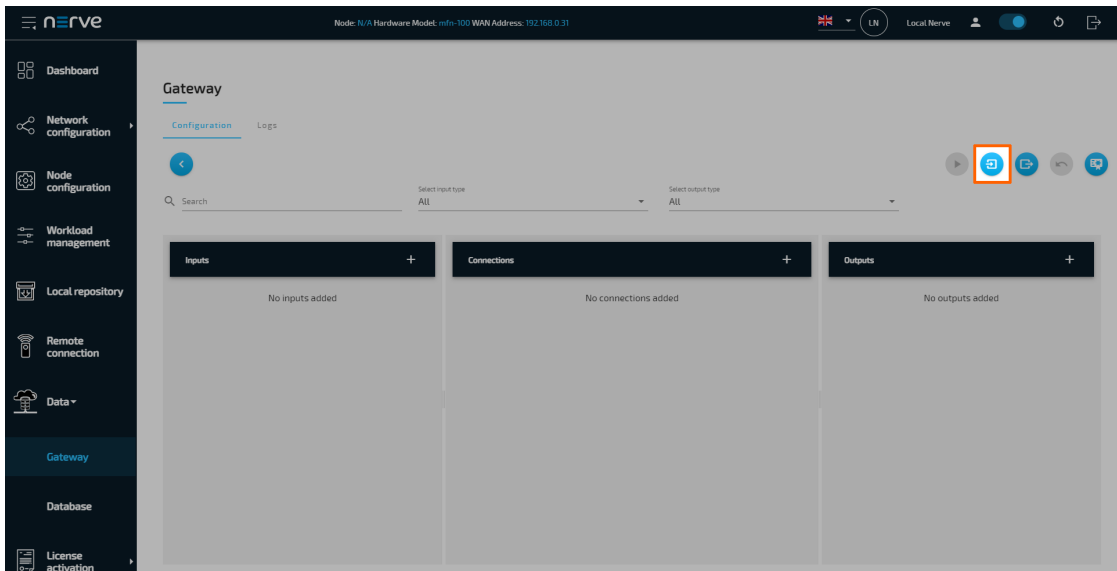 nerve
Node: N/A Hardware Model: mfn-100 WAN Address: 192.168.0.31
LN
Local Nerve
Dashboard
Network
configuration
Node
configuration
Workload
management
Local repository
Remote
connection
Data
Gateway
Database
License
activation
Gateway
Configuration
Logs
Search
Select input type
All
Select output type
All
Inputs +
Connections +
Outputs +
No inputs added
No connections added
No outputs added